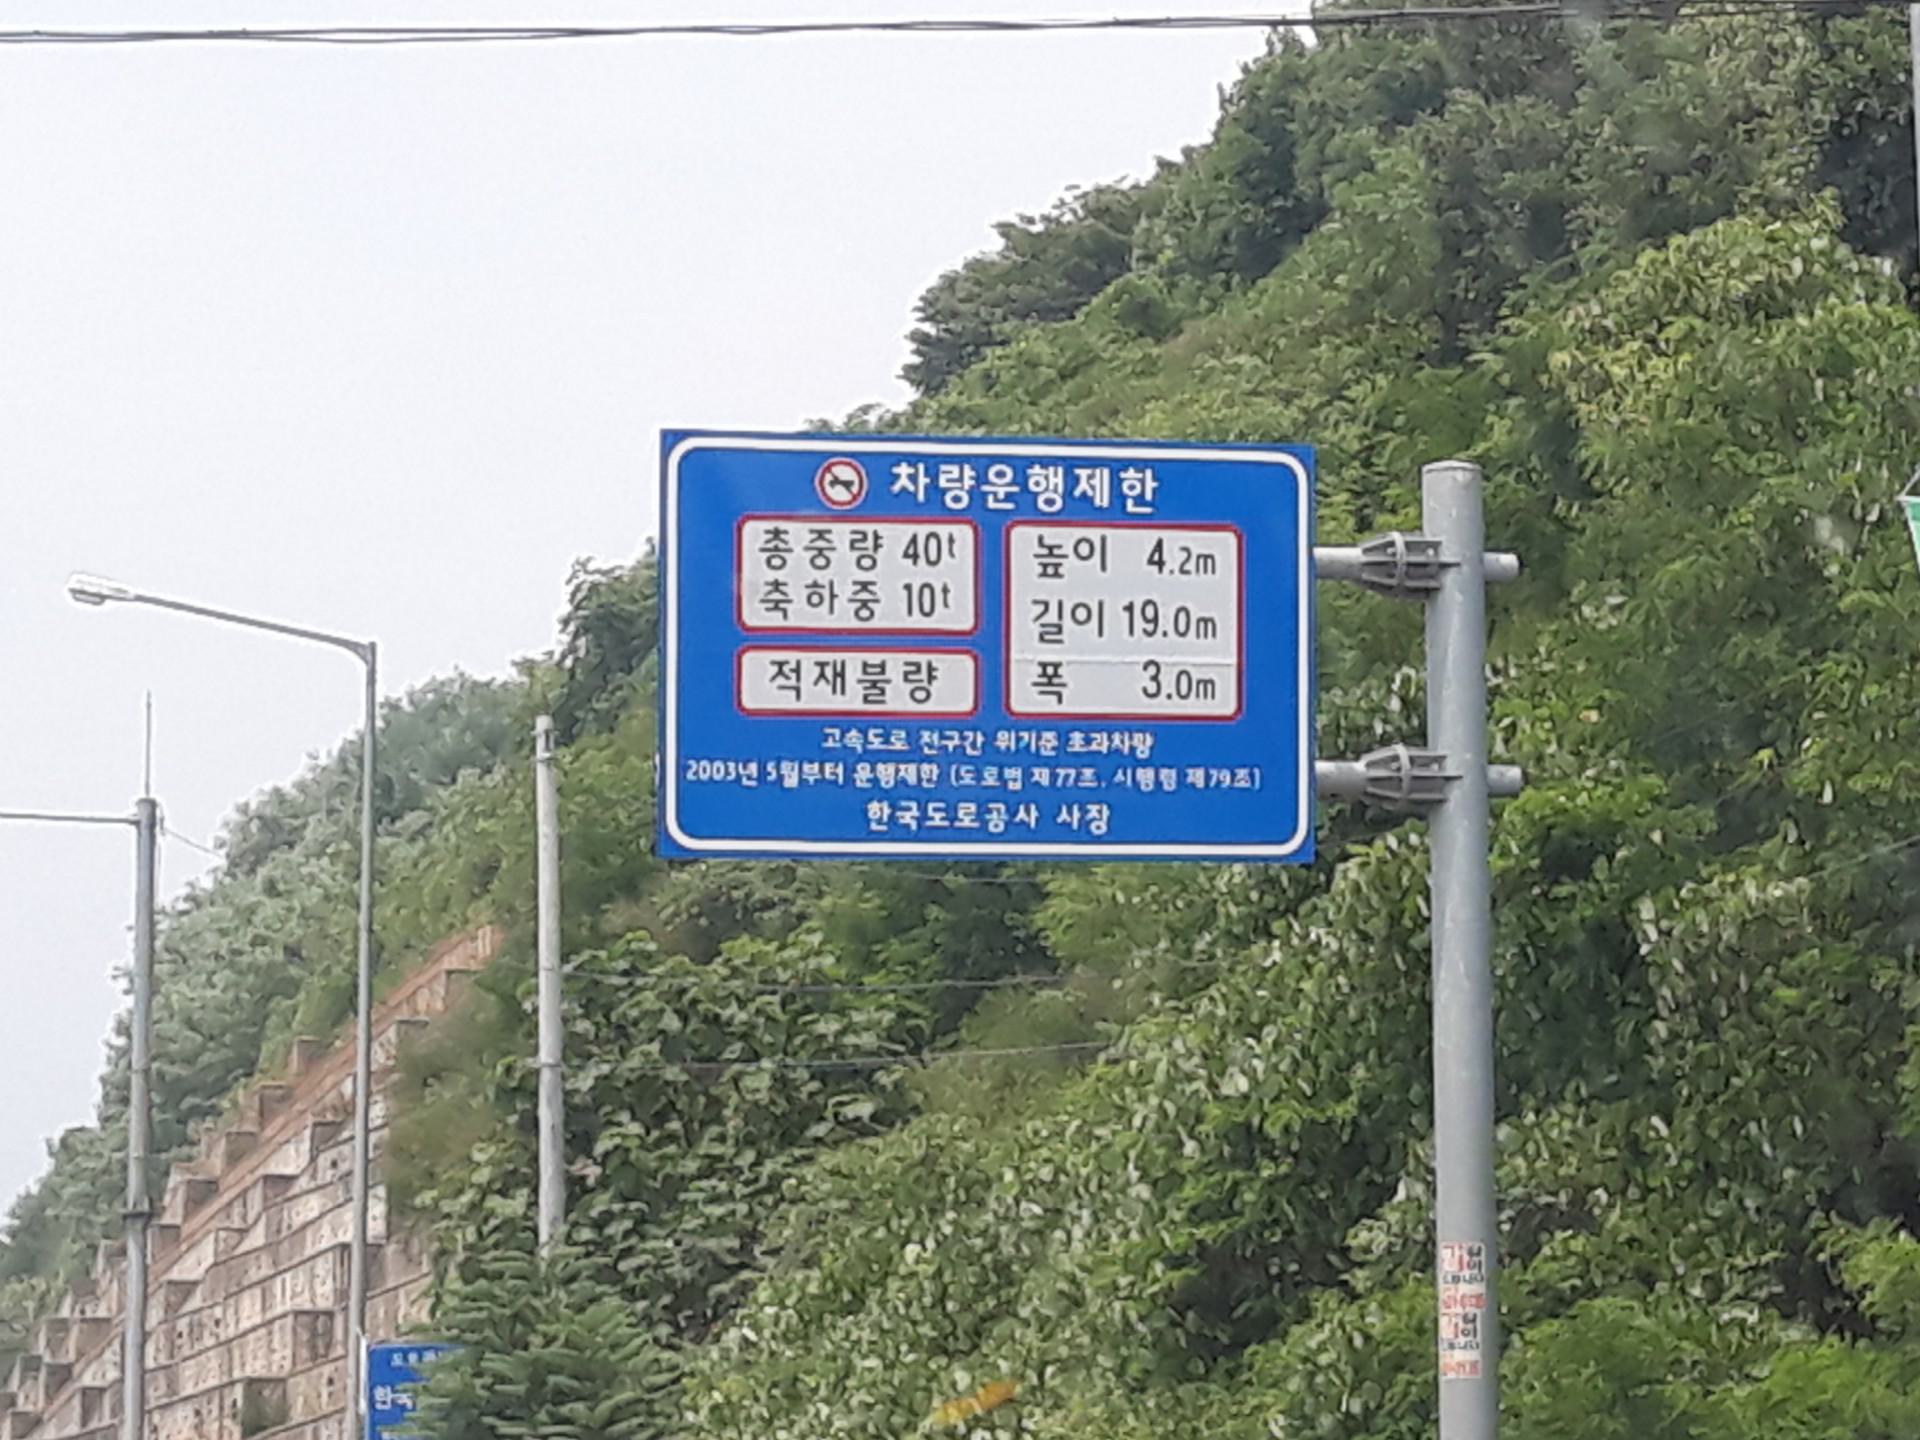 차량운행제한
총중량 40t
축하중 10t
적재불량
높이 4.2m
길이 19.0m
폭 3.0m
고속도로 전구간 위기준 초과차량
2003년 5월부터 운행제한 (도로법 제77조, 시행령 제79조)
한국도로공사 사장
한국